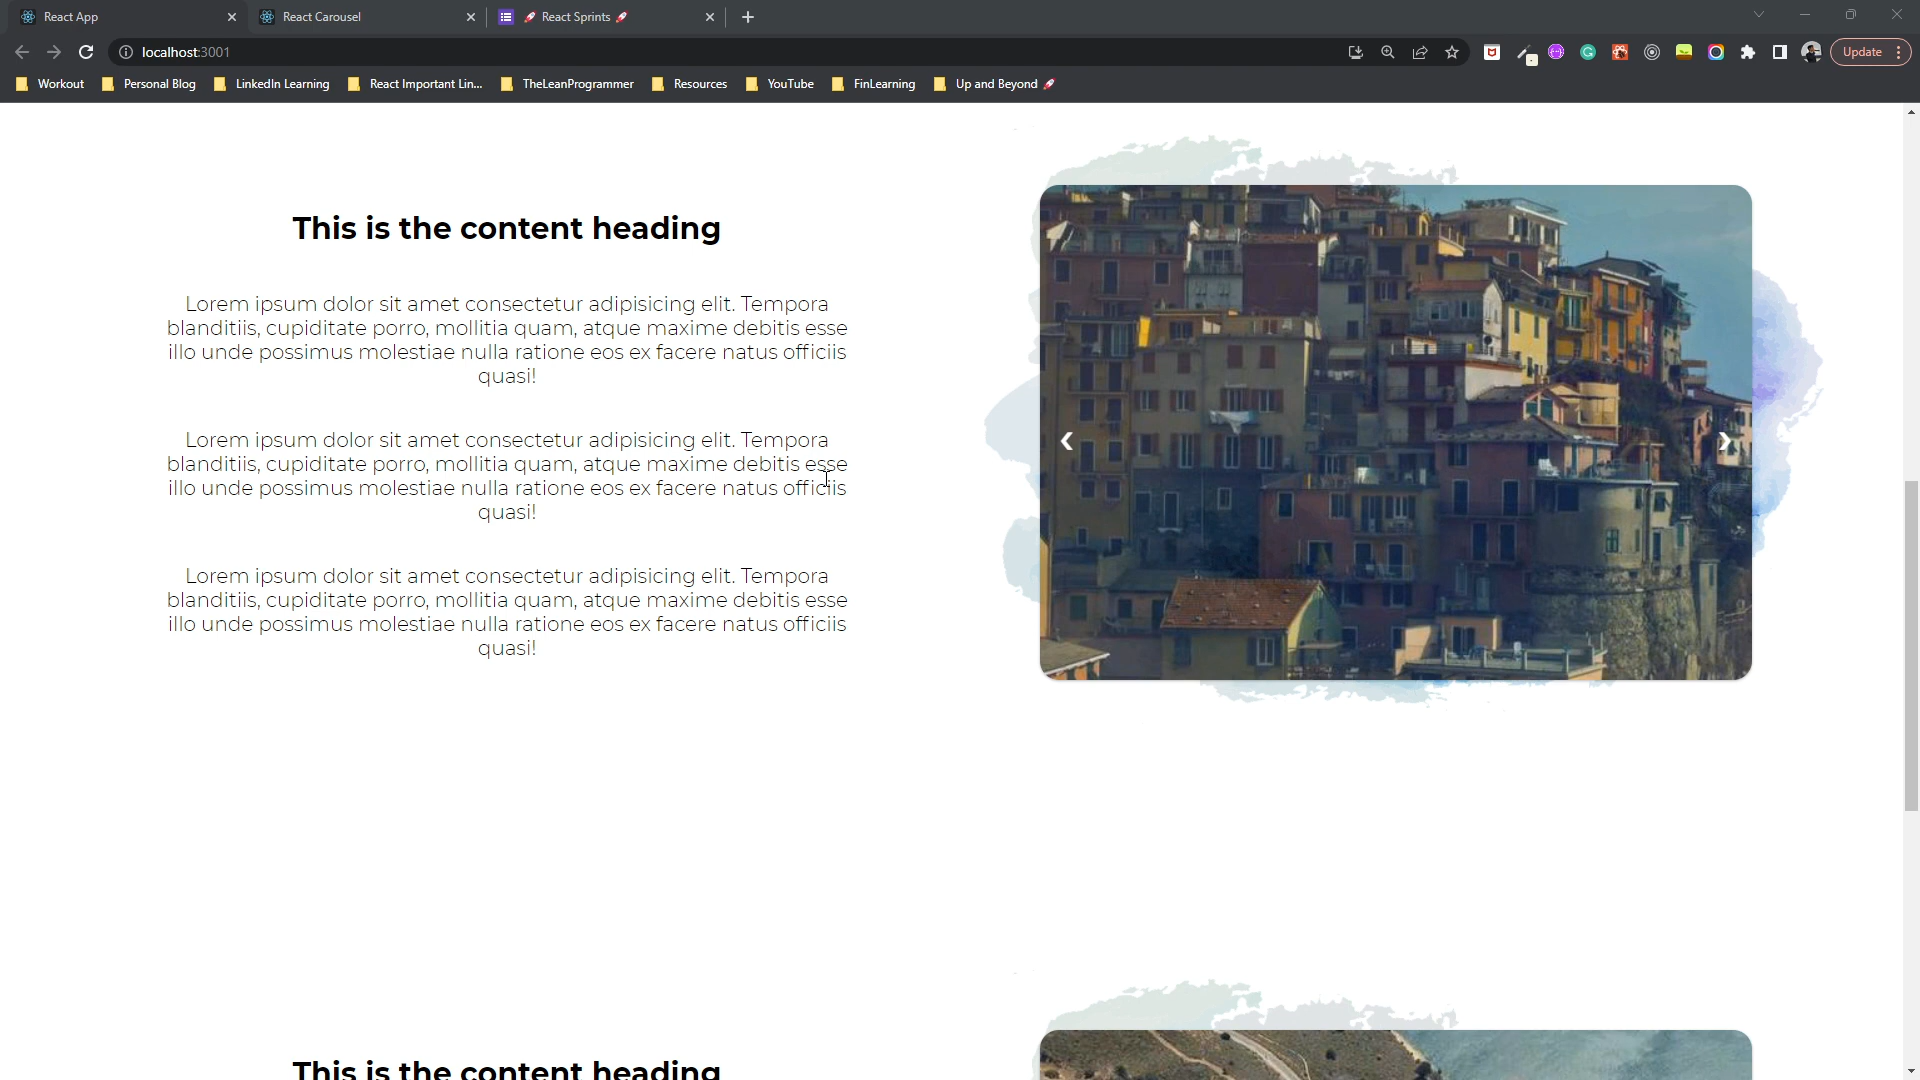 React App
React Carousel
🚀 React Sprints 🚀
localhost:3001
Update
Workout
Personal Blog
LinkedIn Learning
React Important Lin...
TheLeanProgrammer
Resources
YouTube
FinLearning
Up and Beyond 🚀
This is the content heading
Lorem ipsum dolor sit amet consectetur adipisicing elit. Tempora
blanditiis, cupiditate porro, mollitia quam, atque maxime debitis esse
illo unde possimus molestiae nulla ratione eos ex facere natus officiis
quasi!
Lorem ipsum dolor sit amet consectetur adipisicing elit. Tempora
blanditiis, cupiditate porro, mollitia quam, atque maxime debitis esse
illo unde possimus molestiae nulla ratione eos ex facere natus officiis
quasi!
Lorem ipsum dolor sit amet consectetur adipisicing elit. Tempora
blanditiis, cupiditate porro, mollitia quam, atque maxime debitis esse
illo unde possimus molestiae nulla ratione eos ex facere natus officiis
quasi!
This is the content heading